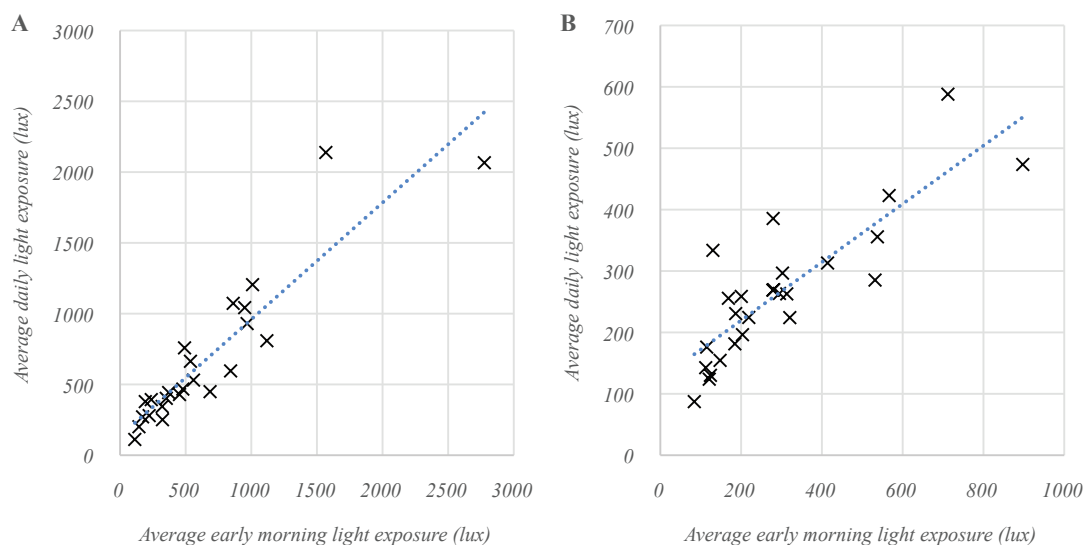 A
Average daily light exposure (lux)
3000
2500
2000
1500
1000
500
0
0 500 1000 1500 2000 2500 3000
Average early morning light exposure (lux)
B
Average daily light exposure (lux)
700
600
500
400
300
200
100
0
0 200 400 600 800 1000
Average early morning light exposure (lux)